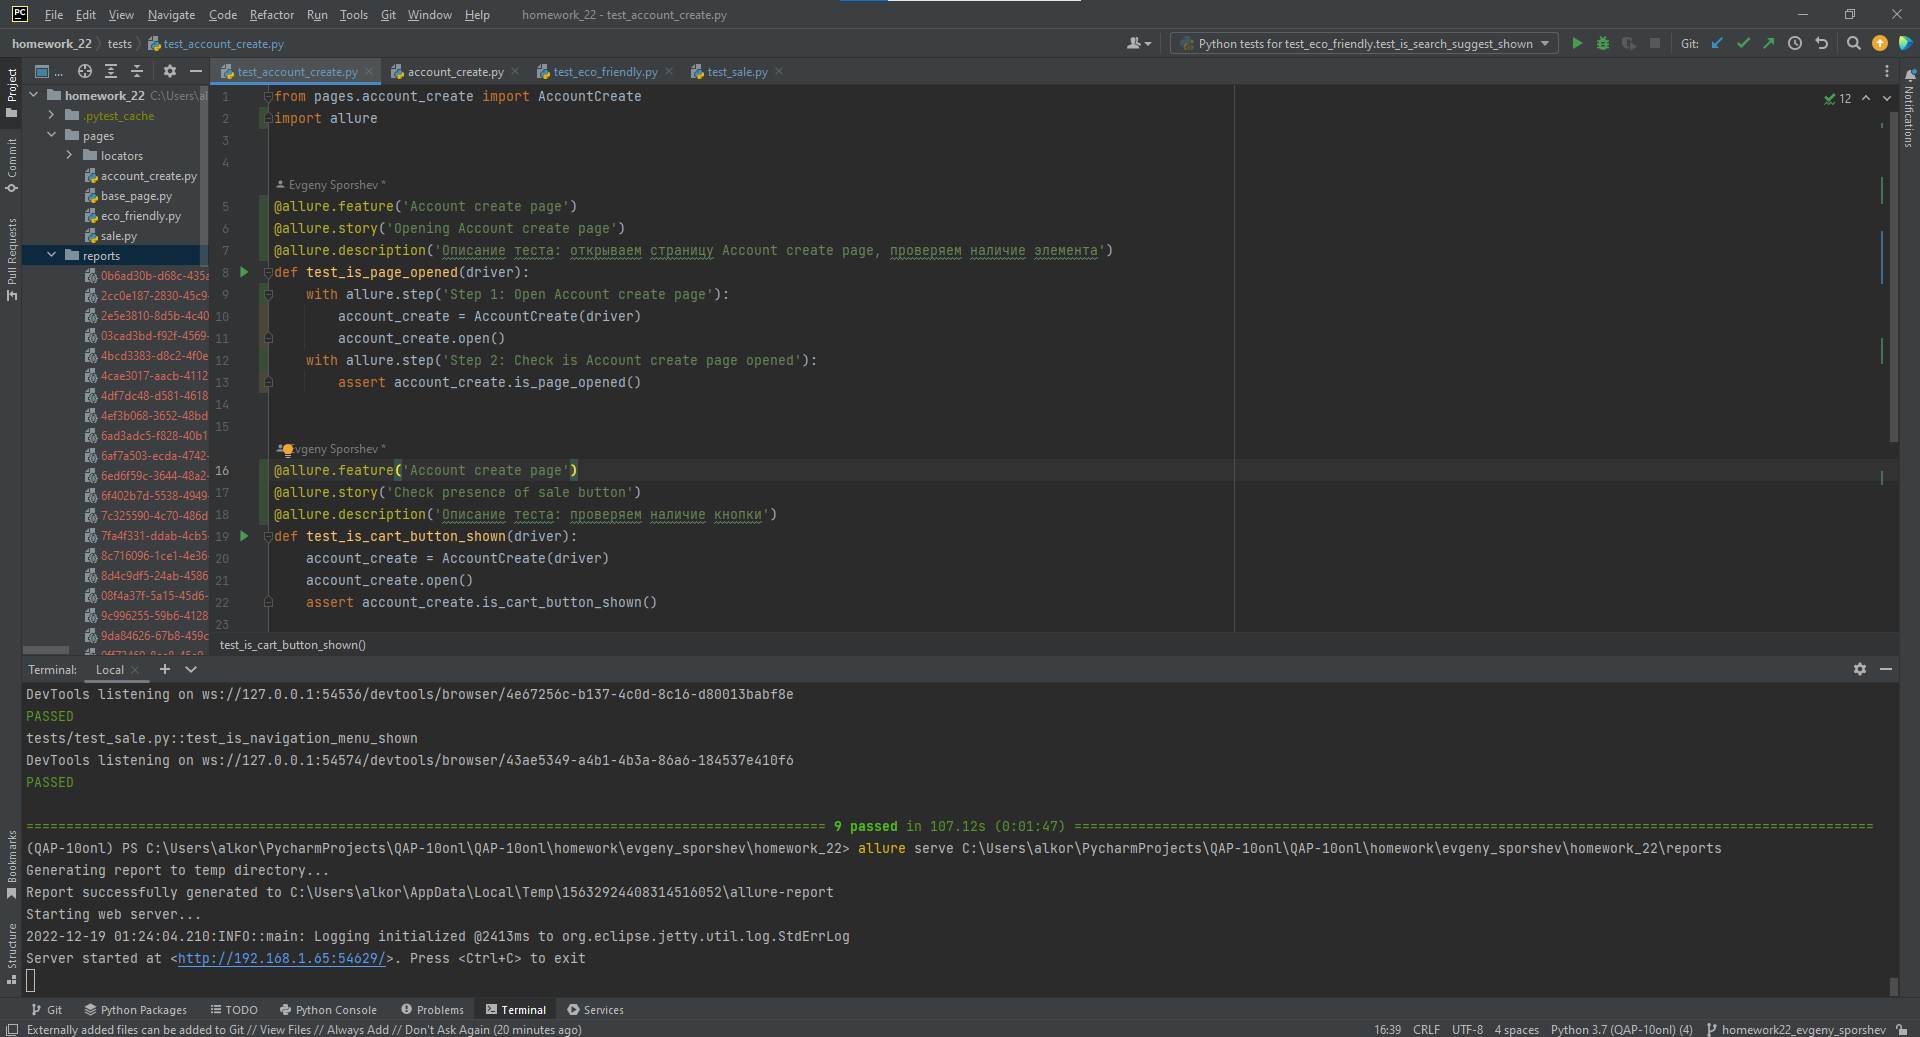 PC File Edit View Navigate Code Refactor Run Tools Git Window Help homework_22 - test_account_create.py
homework_22 tests test_account_create.py Python tests for test_eco_friendly.test_is_search_suggest_shown Git:
Project ... test_account_create.py account_create.py test_eco_friendly.py test_sale.py
Notifications
Commit
Pull Requests
Bookmarks
Structure
homework_22 C:\Users\al
.pytest_cache
pages
locators
account_create.py
base_page.py
eco_friendly.py
sale.py
reports
0b6ad30b-d68c-435a
2cc0e187-2830-45c9-
2e5e3810-8d5b-4c40
03cad3bd-f92f-4569-
4bcd3383-d8c2-4f0e
4cae3017-aacb-4112
4df7dc48-d581-4618
4ef3b068-3652-48bd
6ad3adc5-f828-40b1
6af7a503-ecda-4742-
6ed6f59c-3644-48a2-
6f402b7d-5538-4949-
7c325590-4c70-486d
7fa4f331-ddab-4cb5-
8c716096-1ce1-4e36
8d4c9df5-24ab-4586
08f4a37f-5a15-45d6-
9c996255-59b6-4128
9da84626-67b8-459c
12
1 from pages.account_create import AccountCreate
2 import allure
3
4
Evgeny Sporshev *
5 @allure.feature('Account create page')
6 @allure.story('Opening Account create page')
7 @allure.description('Описание теста: открываем страницу Account create page, проверяем наличие элемента')
8 def test_is_page_opened(driver):
9 with allure.step('Step 1: Open Account create page'):
10 account_create = AccountCreate(driver)
11 account_create.open()
12 with allure.step('Step 2: Check is Account create page opened'):
13 assert account_create.is_page_opened()
14
15
Evgeny Sporshev *
16 @allure.feature('Account create page')
17 @allure.story('Check presence of sale button')
18 @allure.description('Описание теста: проверяем наличие кнопки')
19 def test_is_cart_button_shown(driver):
20 account_create = AccountCreate(driver)
21 account_create.open()
22 assert account_create.is_cart_button_shown()
23
test_is_cart_button_shown()
Terminal: Local
DevTools listening on ws://127.0.0.1:54536/devtools/browser/4e67256c-b137-4c0d-8c16-d80013babf8e
PASSED
tests/test_sale.py::test_is_navigation_menu_shown
DevTools listening on ws://127.0.0.1:54574/devtools/browser/43ae5349-a4b1-4b3a-86a6-184537e410f6
PASSED
==================================================================================================== 9 passed in 107.12s (0:01:47) ====================================================================================================
(QAP-10onl) PS C:\Users\alkor\PycharmProjects\QAP-10onl\QAP-10onl\homework\evgeny_sporshev\homework_22> allure serve C:\Users\alkor\PycharmProjects\QAP-10onl\QAP-10onl\homework\evgeny_sporshev\homework_22\reports
Generating report to temp directory...
Report successfully generated to C:\Users\alkor\AppData\Local\Temp\15632924408314516052\allure-report
Starting web server...
2022-12-19 01:24:04.210:INFO::main: Logging initialized @2413ms to org.eclipse.jetty.util.log.StdErrLog
Server started at <http://192.168.1.65:54629/>. Press <Ctrl+C> to exit
Git Python Packages TODO Python Console Problems Terminal Services
Externally added files can be added to Git // View Files // Always Add // Don't Ask Again (20 minutes ago) 16:39 CRLF UTF-8 4 spaces Python 3.7 (QAP-10onl) (4) homework22_evgeny_sporshev